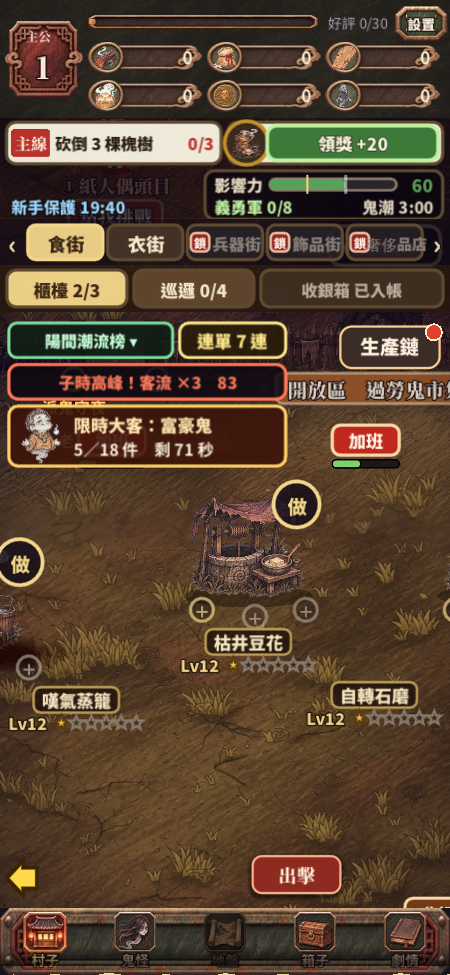 主公
1
好評 0/30
設置
0
0
0
0
0
0
主線 砍倒 3 棵槐樹 0/3
領獎 +20
紙人偶頭目
影響力 60
新手保護 19:40
義勇軍 0/8
鬼潮 3:00
‹
食街
衣街
鎖 兵器街
鎖 飾品街
鎖 奢侈品店
›
櫃檯 2/3
巡邏 0/4
收銀箱 已入帳
陽間潮流榜 ▾
連單 7 連
生產鏈
子時高峰！客流 ×3 83
開放區 過勞鬼市
限時大客：富豪鬼
5／18 件 剩 71 秒
加班
做
做
枯井豆花
Lv12
嘆氣蒸籠
Lv12
自轉石磨
Lv12
出擊
村子
鬼怪
地盤
箱子
劇情